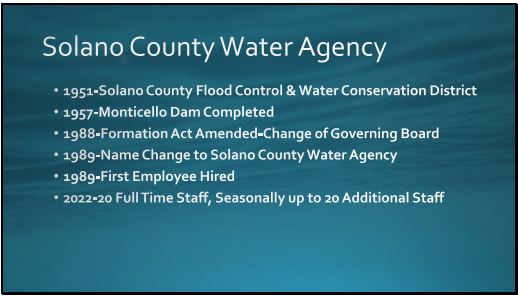 Solano County Water Agency
• 1951-Solano County Flood Control & Water Conservation District
• 1957-Monticello Dam Completed
• 1988-Formation Act Amended-Change of Governing Board
• 1989-Name Change to Solano County Water Agency
• 1989-First Employee Hired
• 2022-20 Full Time Staff, Seasonally up to 20 Additional Staff